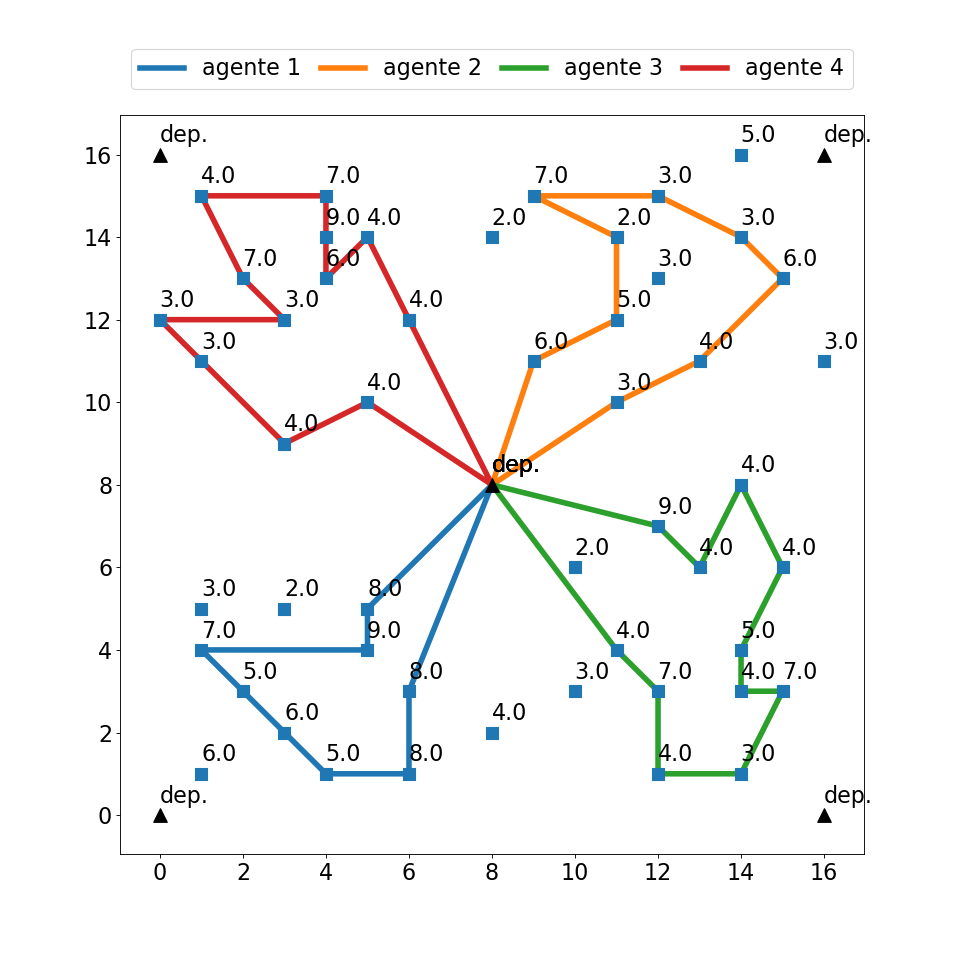 agente 1 agente 2 agente 3 agente 4
dep. 5.0 dep.
16
4.0 7.0 7.0 3.0
9.0 4.0 2.0 2.0 3.0
14
7.0 6.0 3.0 6.0
3.0 3.0 4.0 5.0
12
3.0 6.0 4.0 3.0
4.0 3.0
10
4.0
dep. 4.0
8
9.0
2.0 4.0 4.0
6
3.0 2.0 8.0
7.0 9.0 4.0 5.0
4
5.0 8.0 3.0 7.0 4.0 7.0
6.0 4.0
2
6.0 5.0 8.0 4.0 3.0
dep. dep.
0
0 2 4 6 8 10 12 14 16